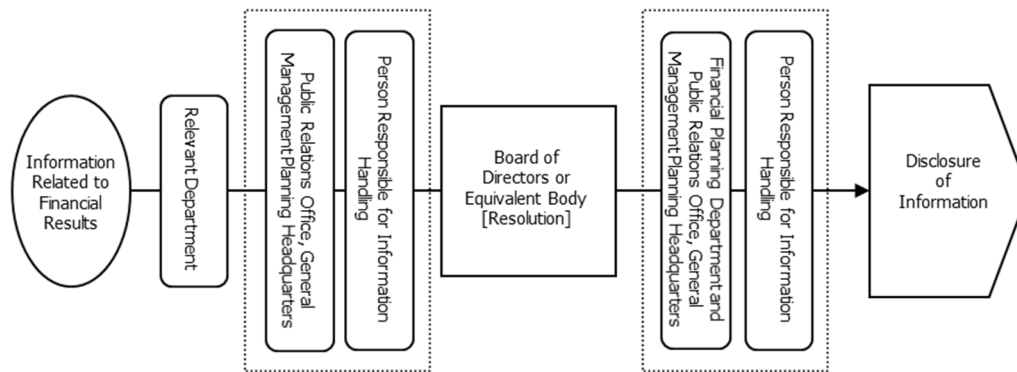 Information
Related to
Financial
Results
Relevant Department
Public Relations Office, General
Management Planning Headquarters
Person Responsible for Information
Handling
Board of
Directors or
Equivalent Body
[Resolution]
Financial Planning Department and
Public Relations Office, General
Management Planning Headquarters
Person Responsible for Information
Handling
Disclosure
of
Information